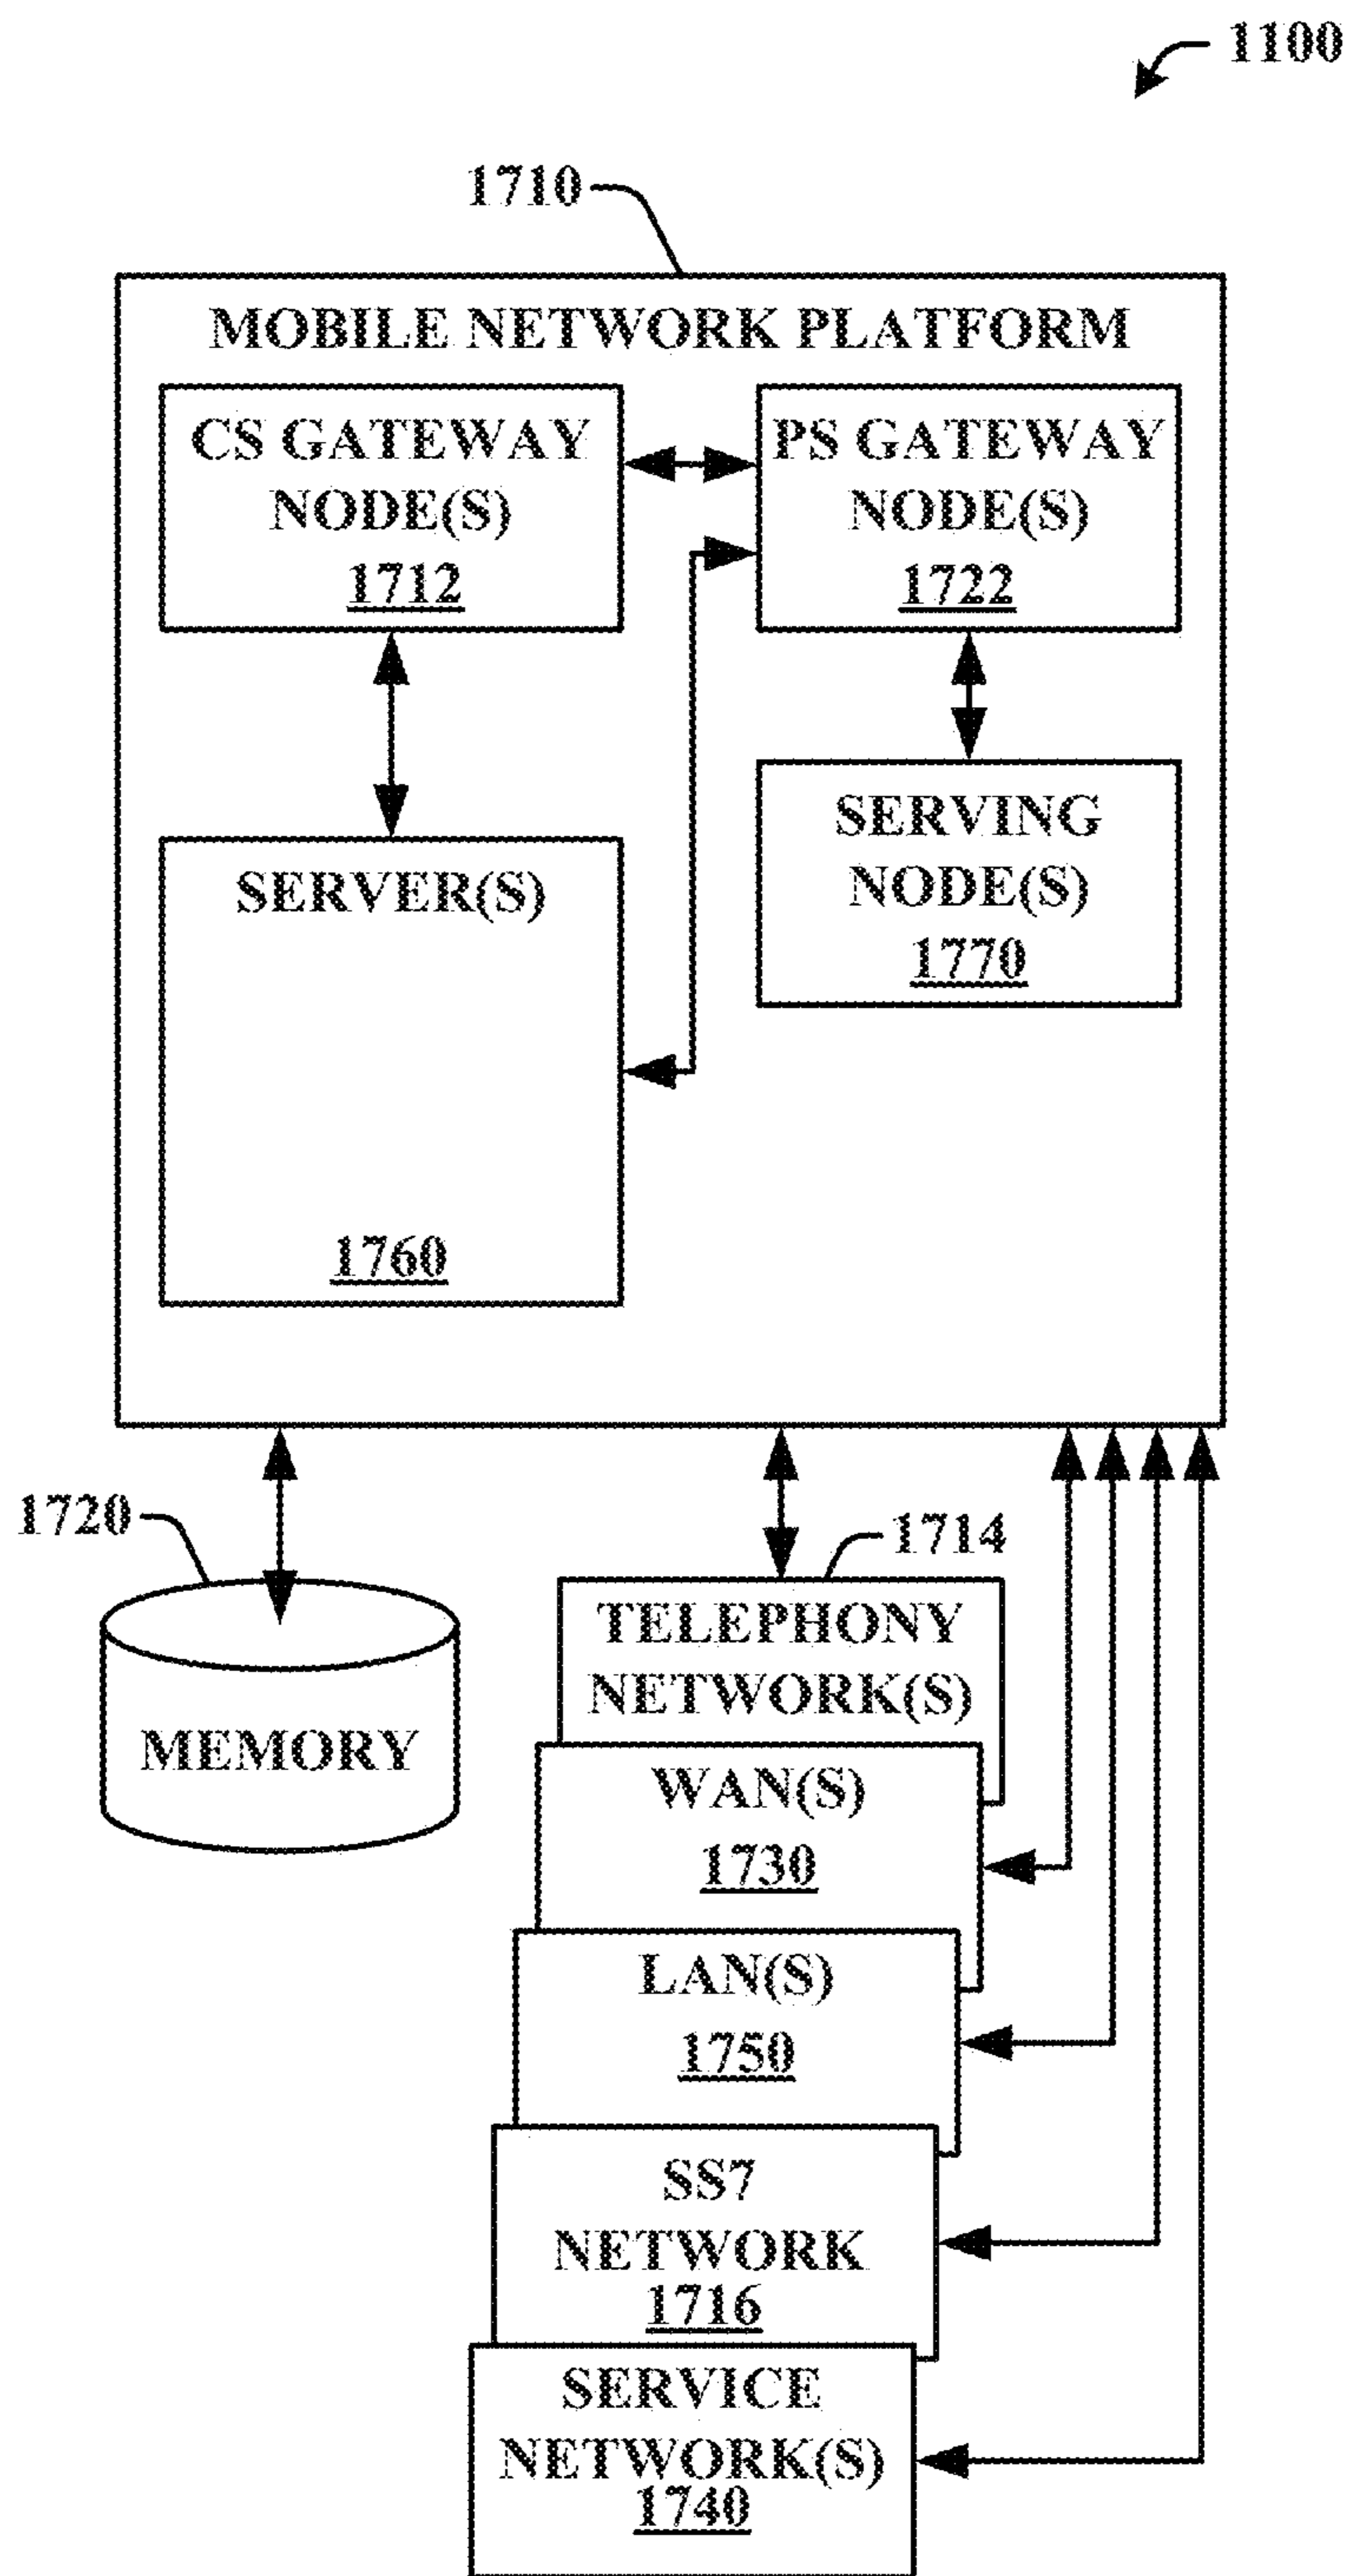 1100
1710
MOBILE NETWORK PLATFORM
CS GATEWAY
NODE(S)
1712
PS GATEWAY
NODE(S)
1722
SERVING
NODE(S)
1770
SERVER(S)
1760
1720
MEMORY
1714
TELEPHONY
NETWORK(S)
WAN(S)
1730
LAN(S)
1750
SS7
NETWORK
1716
SERVICE
NETWORK(S)
1740